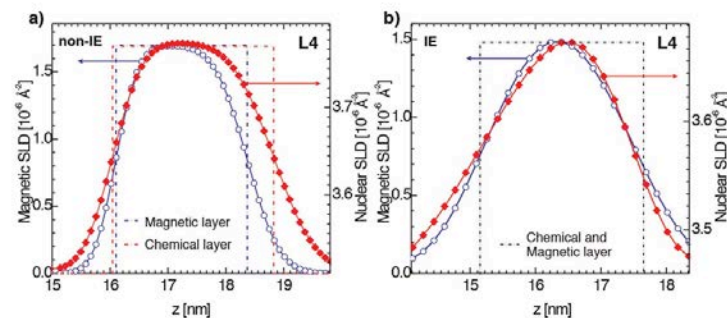 a)
non-IE
L4
Magnetic SLD [10⁻⁶ Å⁻²]
1.5
1.0
0.5
0.0
15 16 17 18 19
z [nm]
3.7
3.6
Nuclear SLD [10⁻⁶ Å⁻²]
Magnetic layer
Chemical layer
b)
IE
L4
Magnetic SLD [10⁻⁶ Å⁻²]
1.5
1.0
0.5
0.0
15 16 17 18
z [nm]
3.6
3.5
Nuclear SLD [10⁻⁶ Å⁻²]
Chemical and
Magnetic layer